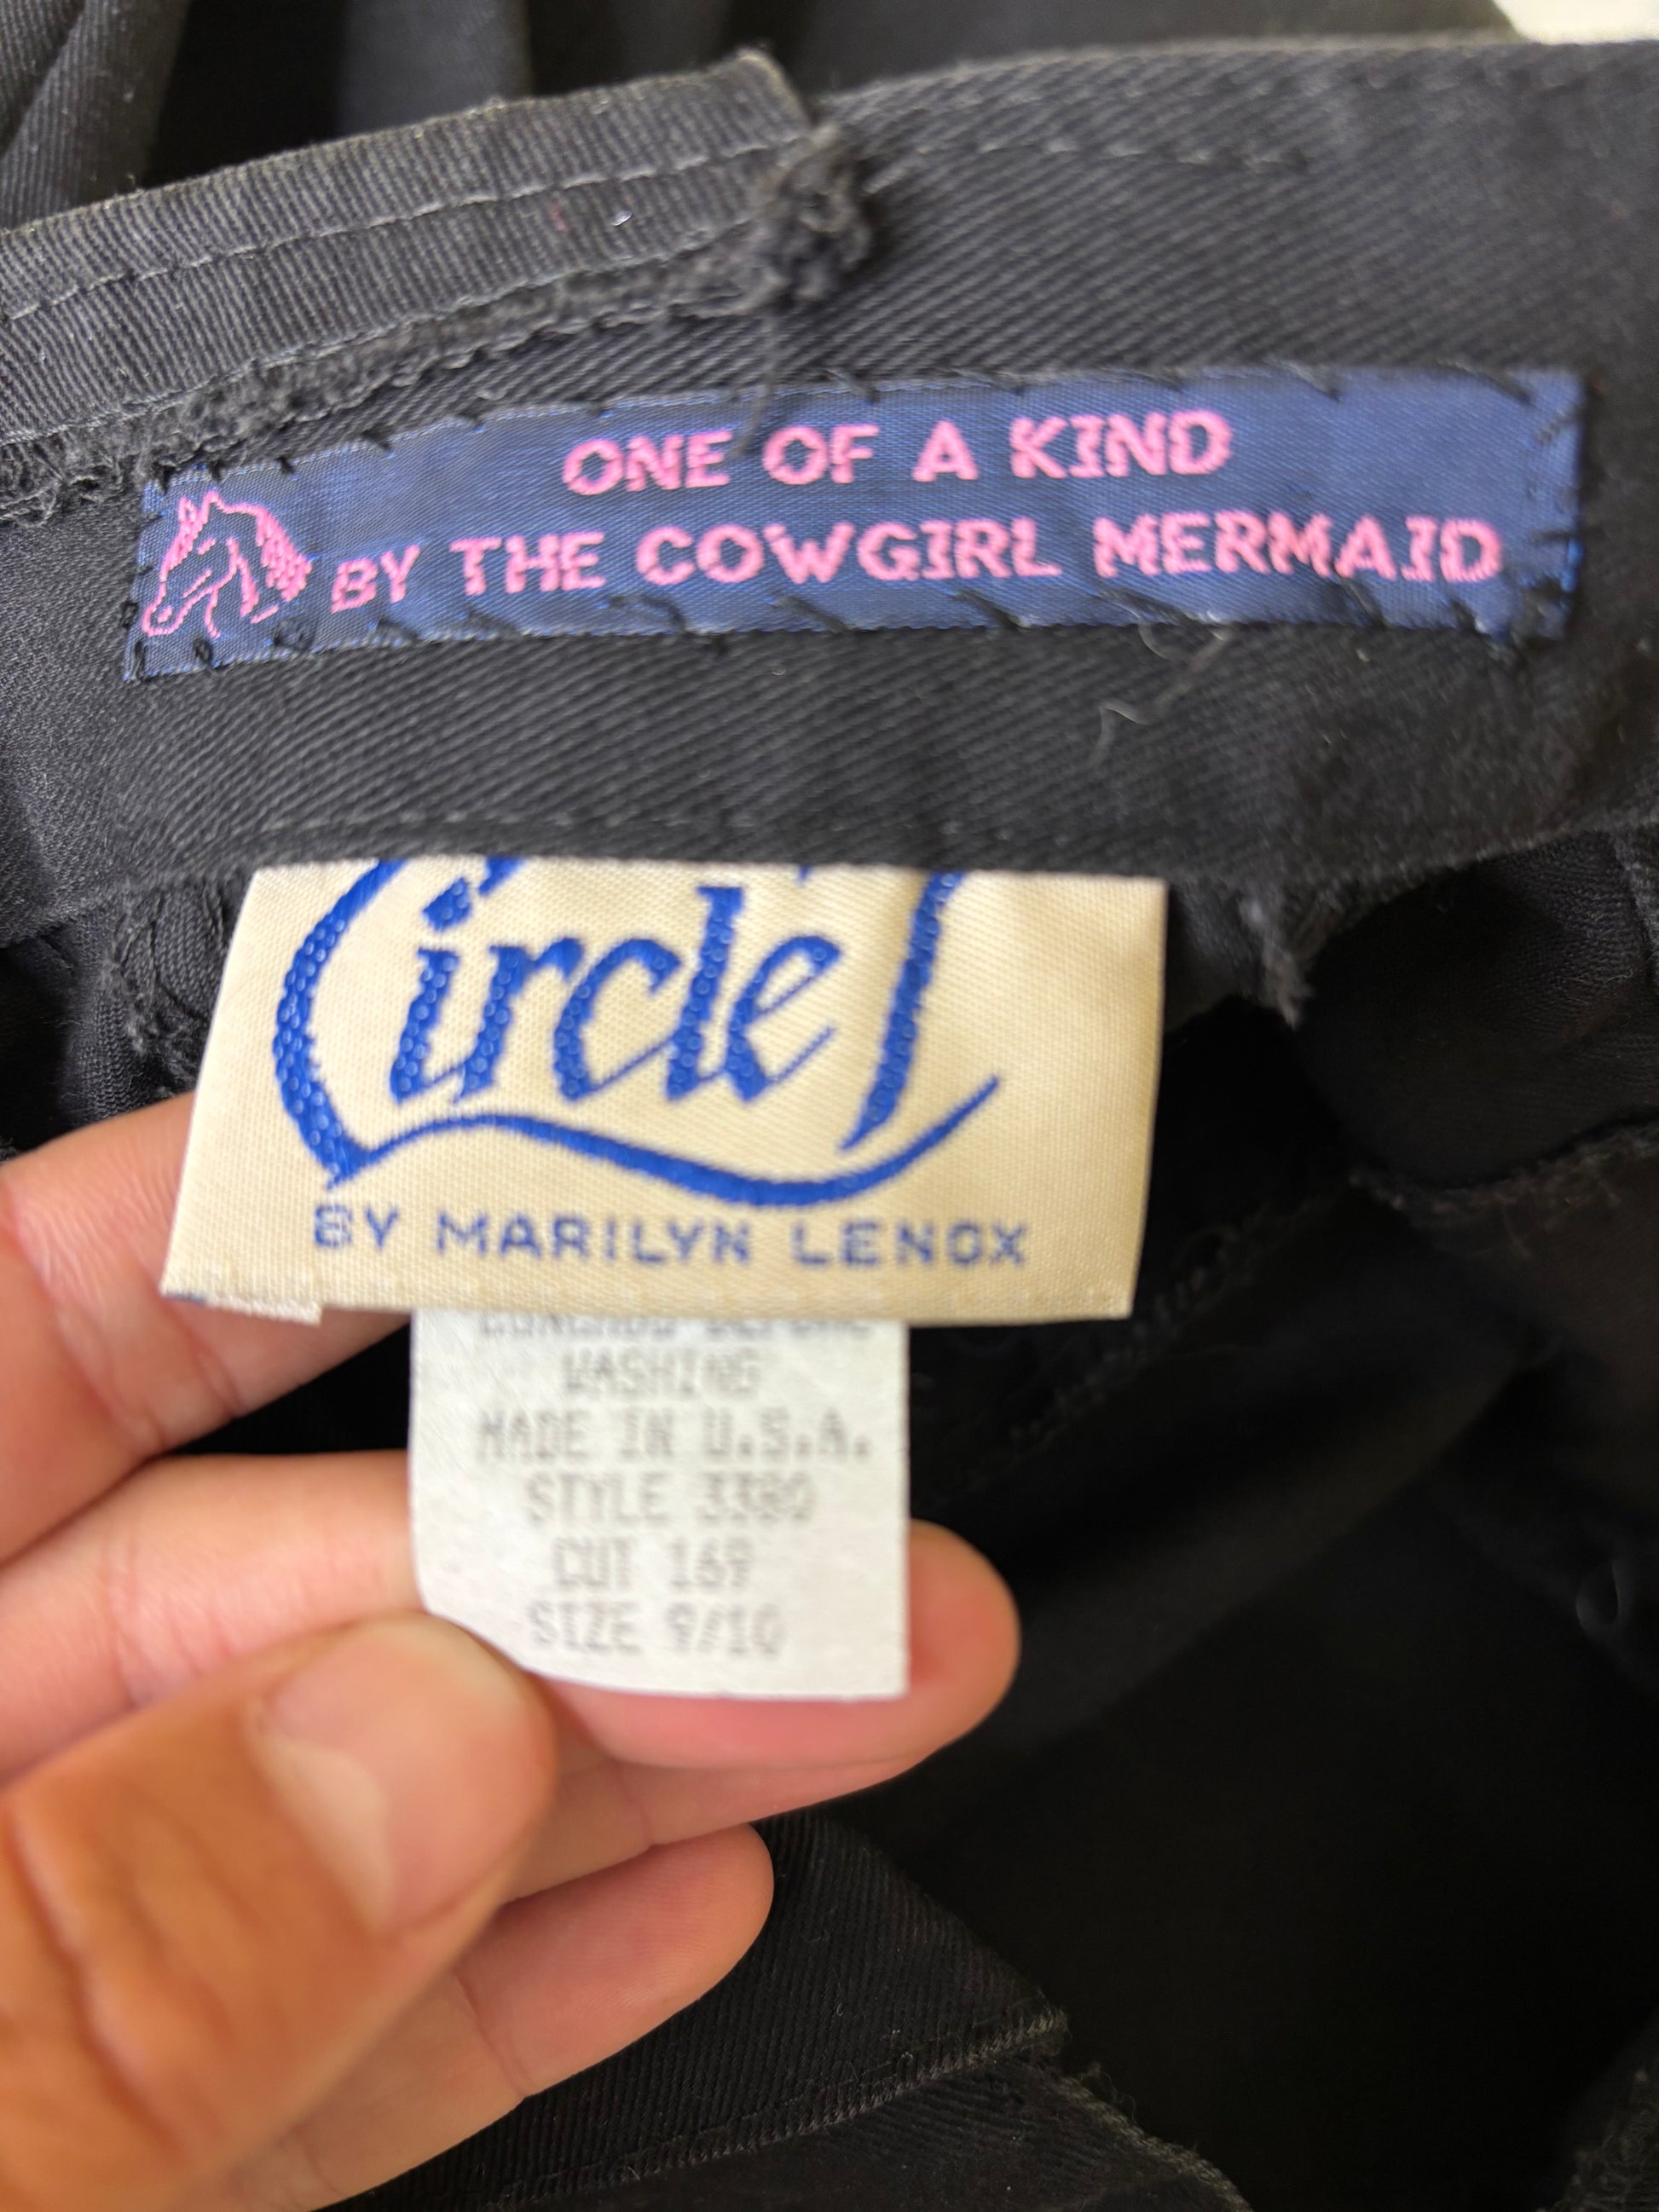 ONE OF A KIND
BY THE COWGIRL MERMAID
Circle T
BY MARILYN LENOX
WASHING
MADE IN U.S.A.
STYLE 3380
CUT 169
SIZE 9/10